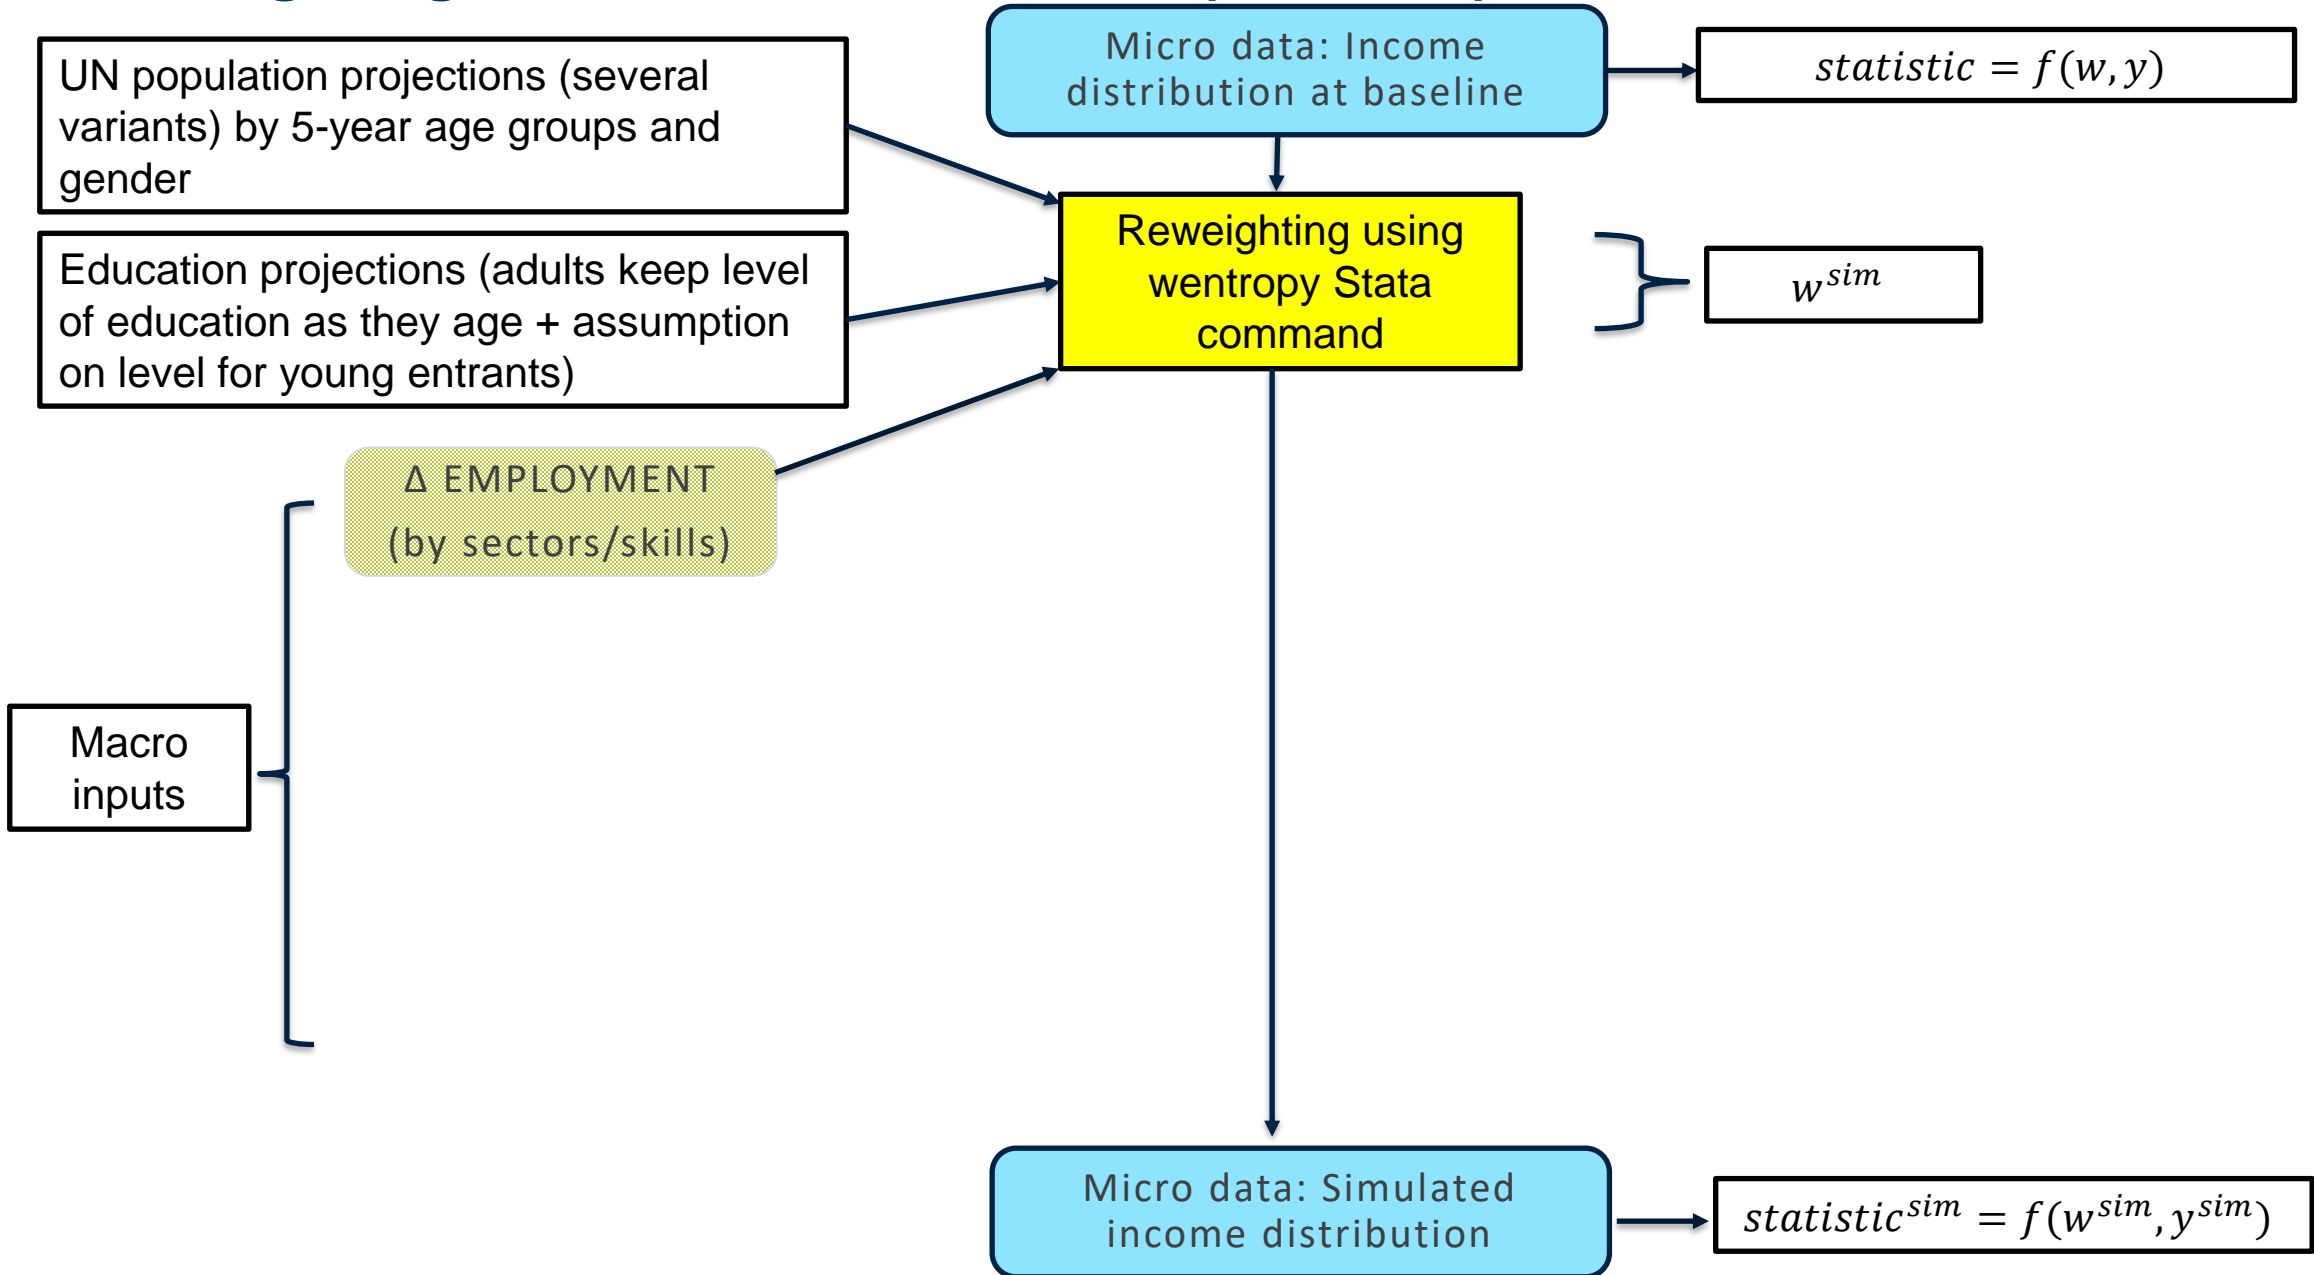 UN population projections (several
variants) by 5-year age groups and
gender
Micro data: Income
distribution at baseline
statistic = f(w, y)
Education projections (adults keep level
of education as they age + assumption
on level for young entrants)
Reweighting using
wentropy Stata
command
w^sim
Δ EMPLOYMENT
(by sectors/skills)
Macro
inputs
Micro data: Simulated
income distribution
statistic^sim = f(w^sim, y^sim)